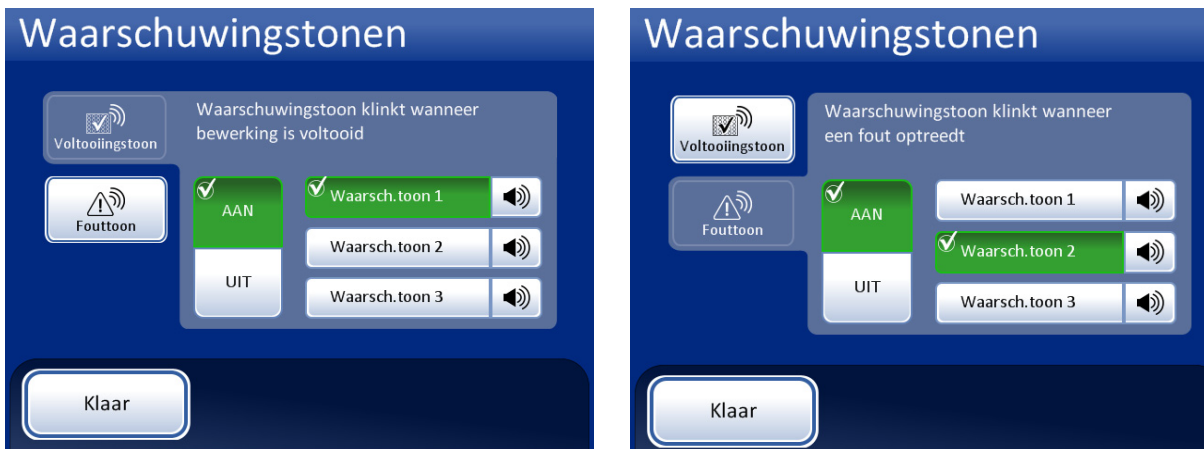 Waarschuwingstonen
Voltooiingstoon
Waarschuwingstoon klinkt wanneer
bewerking is voltooid
Fouttoon
AAN
UIT
Waarsch.toon 1
Waarsch.toon 2
Waarsch.toon 3
Klaar
Waarschuwingstonen
Voltooiingstoon
Waarschuwingstoon klinkt wanneer
een fout optreedt
Fouttoon
AAN
UIT
Waarsch.toon 1
Waarsch.toon 2
Waarsch.toon 3
Klaar